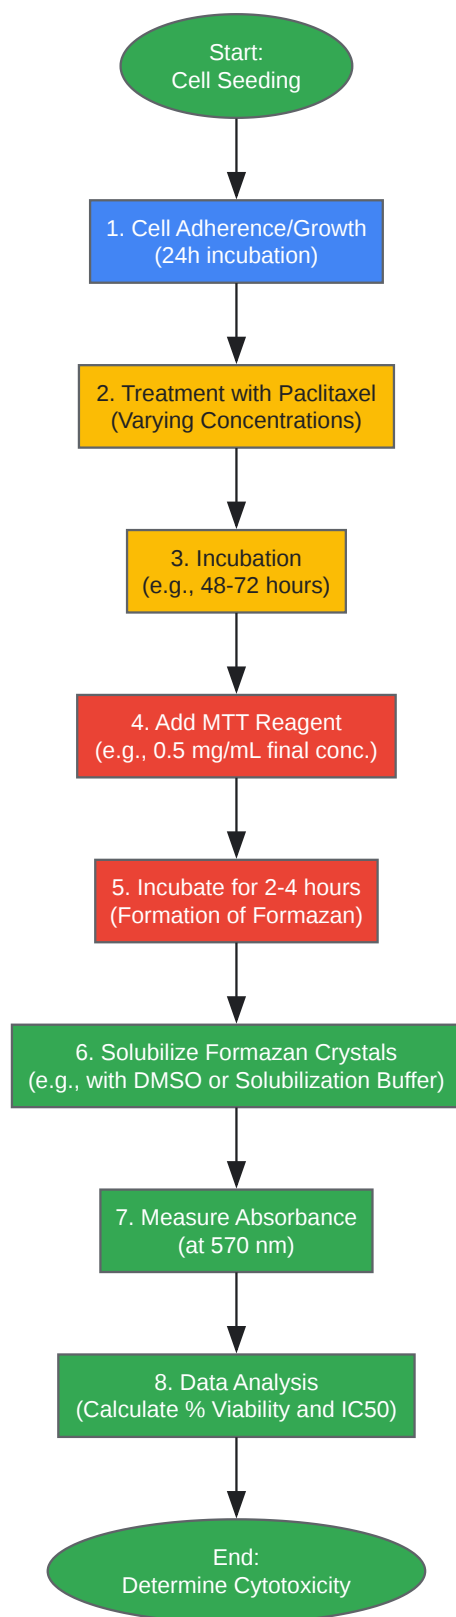 Start:
Cell Seeding
1. Cell Adherence/Growth
(24h incubation)
2. Treatment with Paclitaxel
(Varying Concentrations)
3. Incubation
(e.g., 48-72 hours)
4. Add MTT Reagent
(e.g., 0.5 mg/mL final conc.)
5. Incubate for 2-4 hours
(Formation of Formazan)
6. Solubilize Formazan Crystals
(e.g., with DMSO or Solubilization Buffer)
7. Measure Absorbance
(at 570 nm)
8. Data Analysis
(Calculate % Viability and IC50)
End:
Determine Cytotoxicity